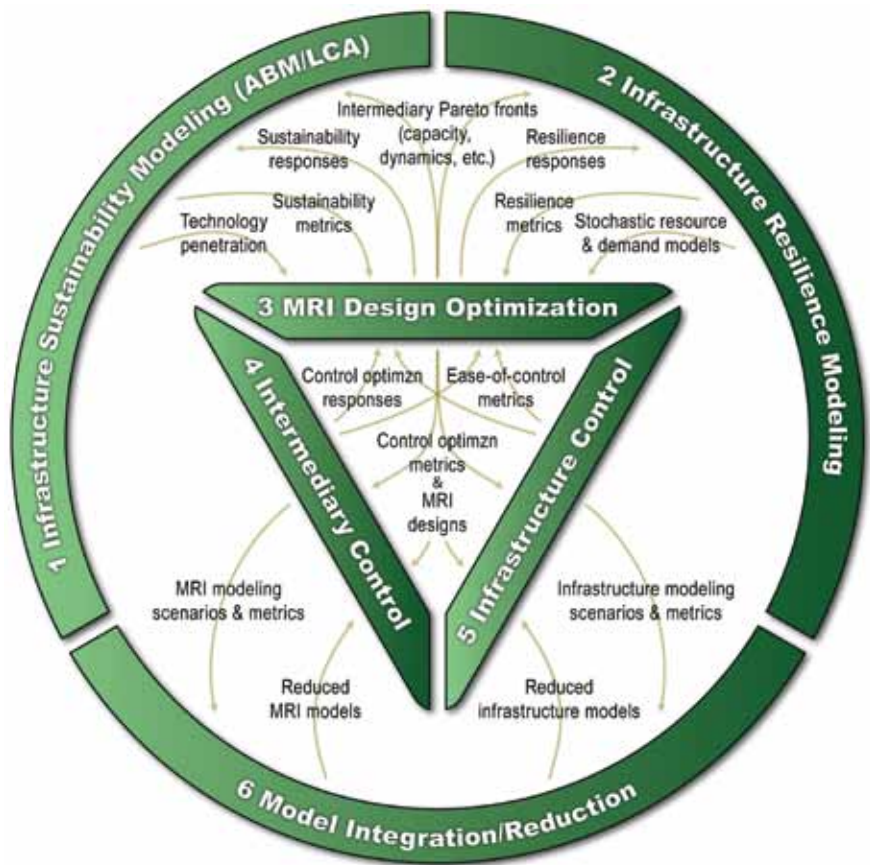 1 Infrastructure Sustainability Modeling (ABM/LCA)
2 Infrastructure Resilience Modeling
Intermediary Pareto fronts
(capacity,
dynamics, etc.)
Sustainability
responses
Resilience
responses
Sustainability
metrics
Resilience
metrics
Technology
penetration
Stochastic resource
& demand models
3 MRI Design Optimization
4 Intermediary Control
5 Infrastructure Control
Control optimzn
responses
Ease-of-control
metrics
Control optimzn
metrics
&
MRI
designs
MRI modeling
scenarios & metrics
Infrastructure modeling
scenarios & metrics
Reduced
MRI models
Reduced
infrastructure models
6 Model Integration/Reduction